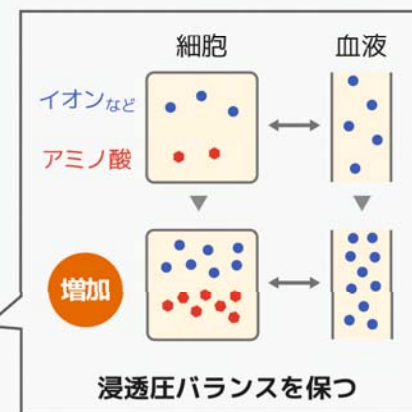 細胞
血液
イオンなど
アミノ酸
増加
浸透圧バランスを保つ